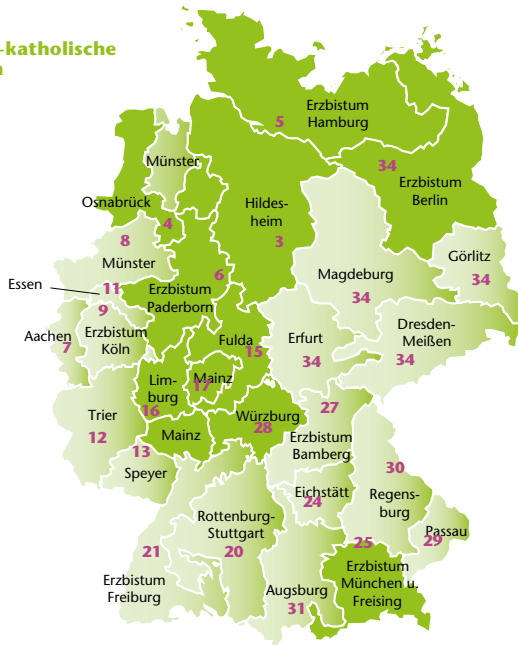 -katholische
Erzbistum
Hamburg
5
Münster
34
Erzbistum
Berlin
Osnabrück
Hildes-
heim
3
4
8
Münster
6
Görlitz
34
Magdeburg
34
Essen
11
Erzbistum
Paderborn
9
Erzbistum
Köln
Aachen
7
Dresden-
Meißen
34
Fulda
15
Erfurt
34
Lim-
burg
16
Mainz
17
27
Trier
12
Würzburg
28
Mainz
13
Speyer
Erzbistum
Bamberg
30
Eichstätt
24
Regens-
burg
Rottenburg-
Stuttgart
20
21
Passau
29
25
Erzbistum
München u.
Freising
Erzbistum
Freiburg
Augsburg
31